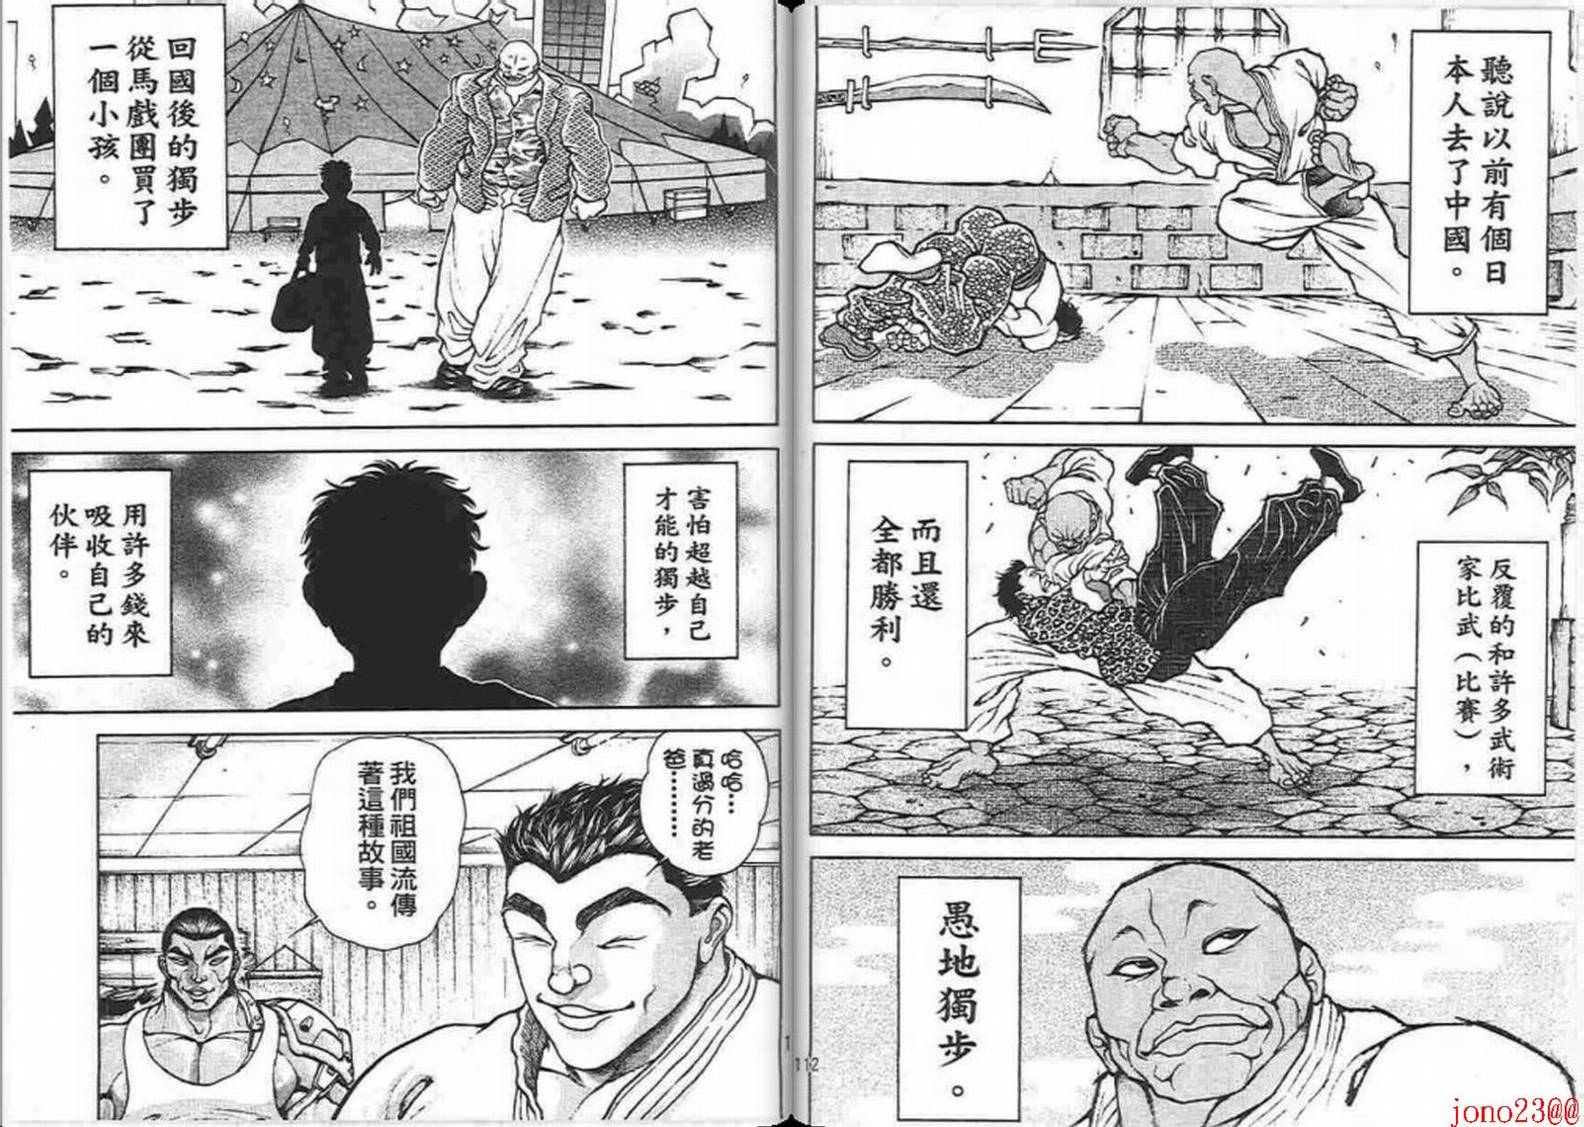 聽說以前有個日
本人去了中國。
反覆的和許多武術
家比武（比賽），
而且還
全都勝利。
愚地獨步。
回國後的獨步
從馬戲團買了
一個小孩。
害怕超越自己
才能的獨步，
用許多錢來
吸收自己的
伙伴。
哈哈…
真過分的老
爸………
我們祖國流傳
著這種故事。
1
112
jono23@@